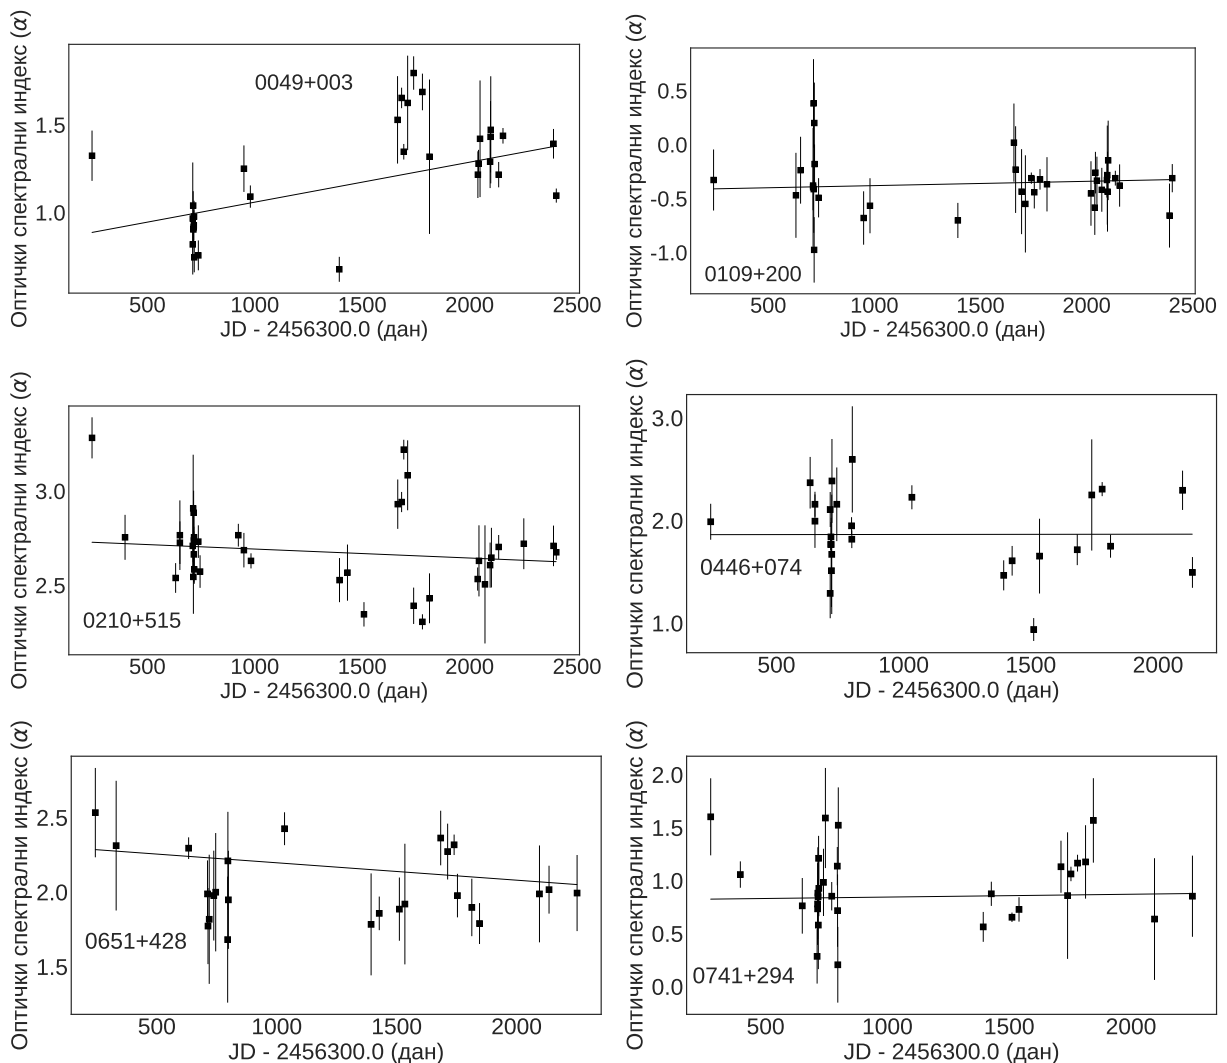 Оптички спектрални индекс (α)
1.5
1.0
0049+003
500 1000 1500 2000 2500
JD - 2456300.0 (дан)
Оптички спектрални индекс (α)
0.5
0.0
-0.5
-1.0
0109+200
500 1000 1500 2000 2500
JD - 2456300.0 (дан)
Оптички спектрални индекс (α)
3.0
2.5
0210+515
500 1000 1500 2000 2500
JD - 2456300.0 (дан)
Оптички спектрални индекс (α)
3.0
2.0
1.0
0446+074
500 1000 1500 2000
JD - 2456300.0 (дан)
Оптички спектрални индекс (α)
2.5
2.0
1.5
0651+428
500 1000 1500 2000
JD - 2456300.0 (дан)
Оптички спектрални индекс (α)
2.0
1.5
1.0
0.5
0.0
0741+294
500 1000 1500 2000
JD - 2456300.0 (дан)